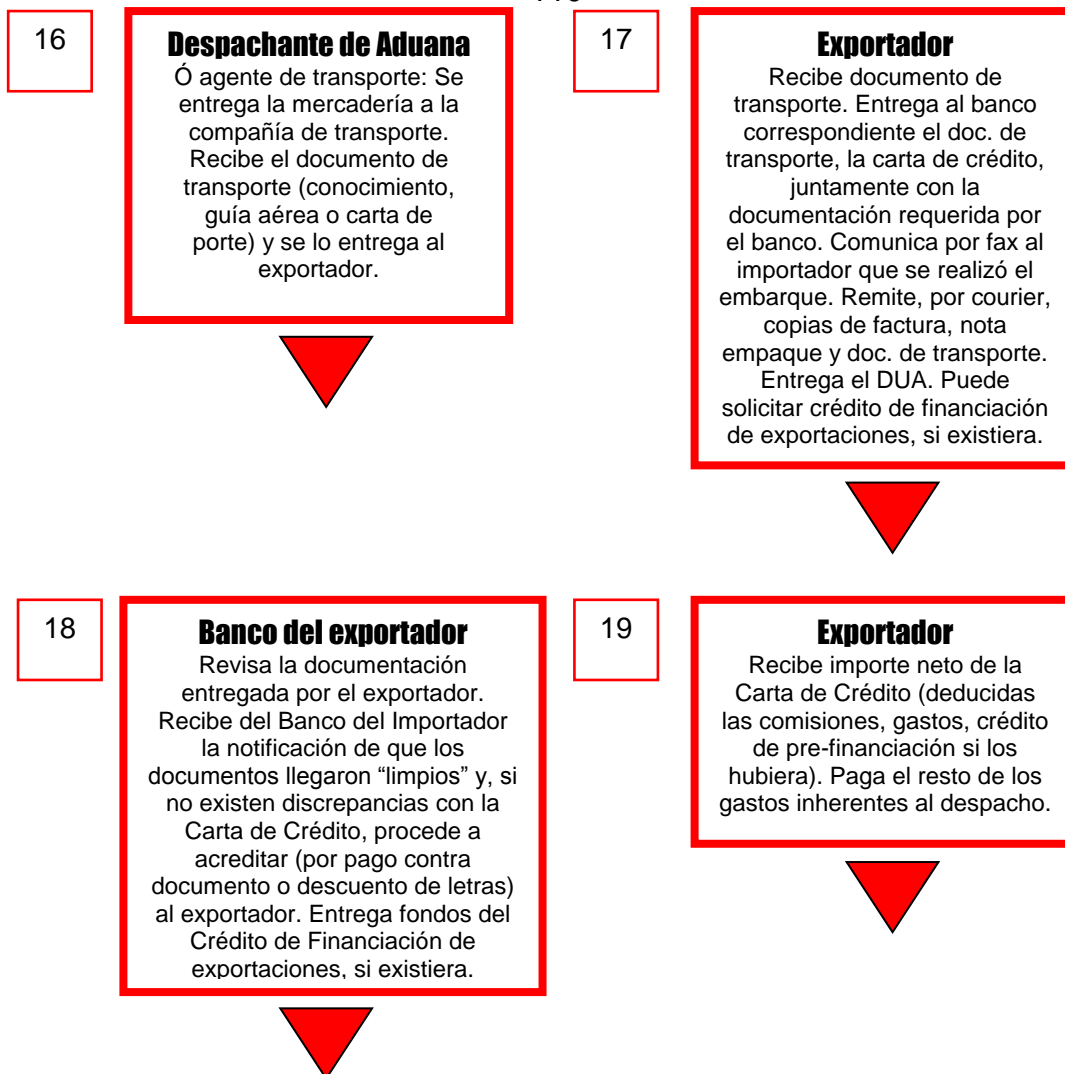 16
Despachante de Aduana
Ó agente de transporte: Se
entrega la mercadería a la
compañía de transporte.
Recibe el documento de
transporte (conocimiento,
guía aérea o carta de
porte) y se lo entrega al
exportador.
17
Exportador
Recibe documento de
transporte. Entrega al banco
correspondiente el doc. de
transporte, la carta de crédito,
juntamente con la
documentación requerida por
el banco. Comunica por fax al
importador que se realizó el
embarque. Remite, por courier,
copias de factura, nota
empaque y doc. de transporte.
Entrega el DUA. Puede
solicitar crédito de financiación
de exportaciones, si existiera.
18
Banco del exportador
Revisa la documentación
entregada por el exportador.
Recibe del Banco del Importador
la notificación de que los
documentos llegaron “limpios” y, si
no existen discrepancias con la
Carta de Crédito, procede a
acreditar (por pago contra
documento o descuento de letras)
al exportador. Entrega fondos del
Crédito de Financiación de
exportaciones, si existiera.
19
Exportador
Recibe importe neto de la
Carta de Crédito (deducidas
las comisiones, gastos, crédito
de pre-financiación si los
hubiera). Paga el resto de los
gastos inherentes al despacho.